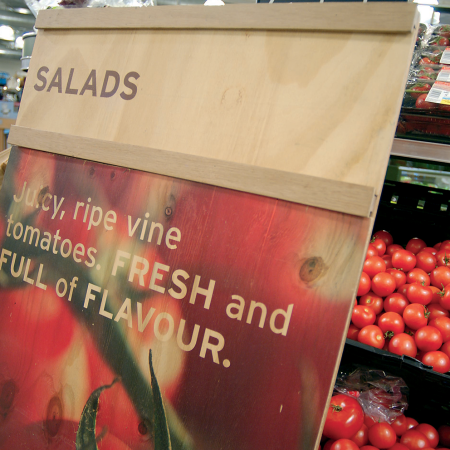 SALADS
Juicy, ripe vine
tomatoes. FRESH and
FULL of FLAVOUR.